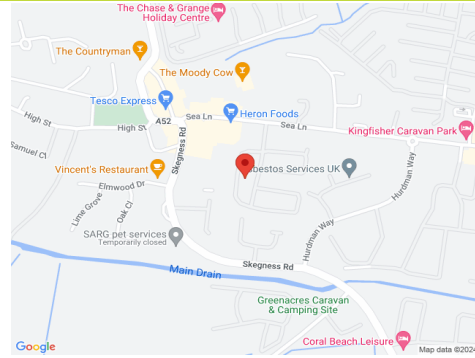 The Chase & Grange
Holiday Centre
The Countryman
The Moody Cow
Tesco Express
Heron Foods
High St
A52
Sea Ln
Sea Ln
High St
Kingfisher Caravan Park
Samuel Cl
Skegness Rd
Vincent's Restaurant
bestos Services UK
Hurdman Way
Elmwood Dr
Lime Grove
Oak Cl
SARG pet services
Temporarily closed
Hurdman Way
Skegness Rd
Main Drain
Greenacres Caravan
& Camping Site
Coral Beach Leisure
Google
Map data ©2024